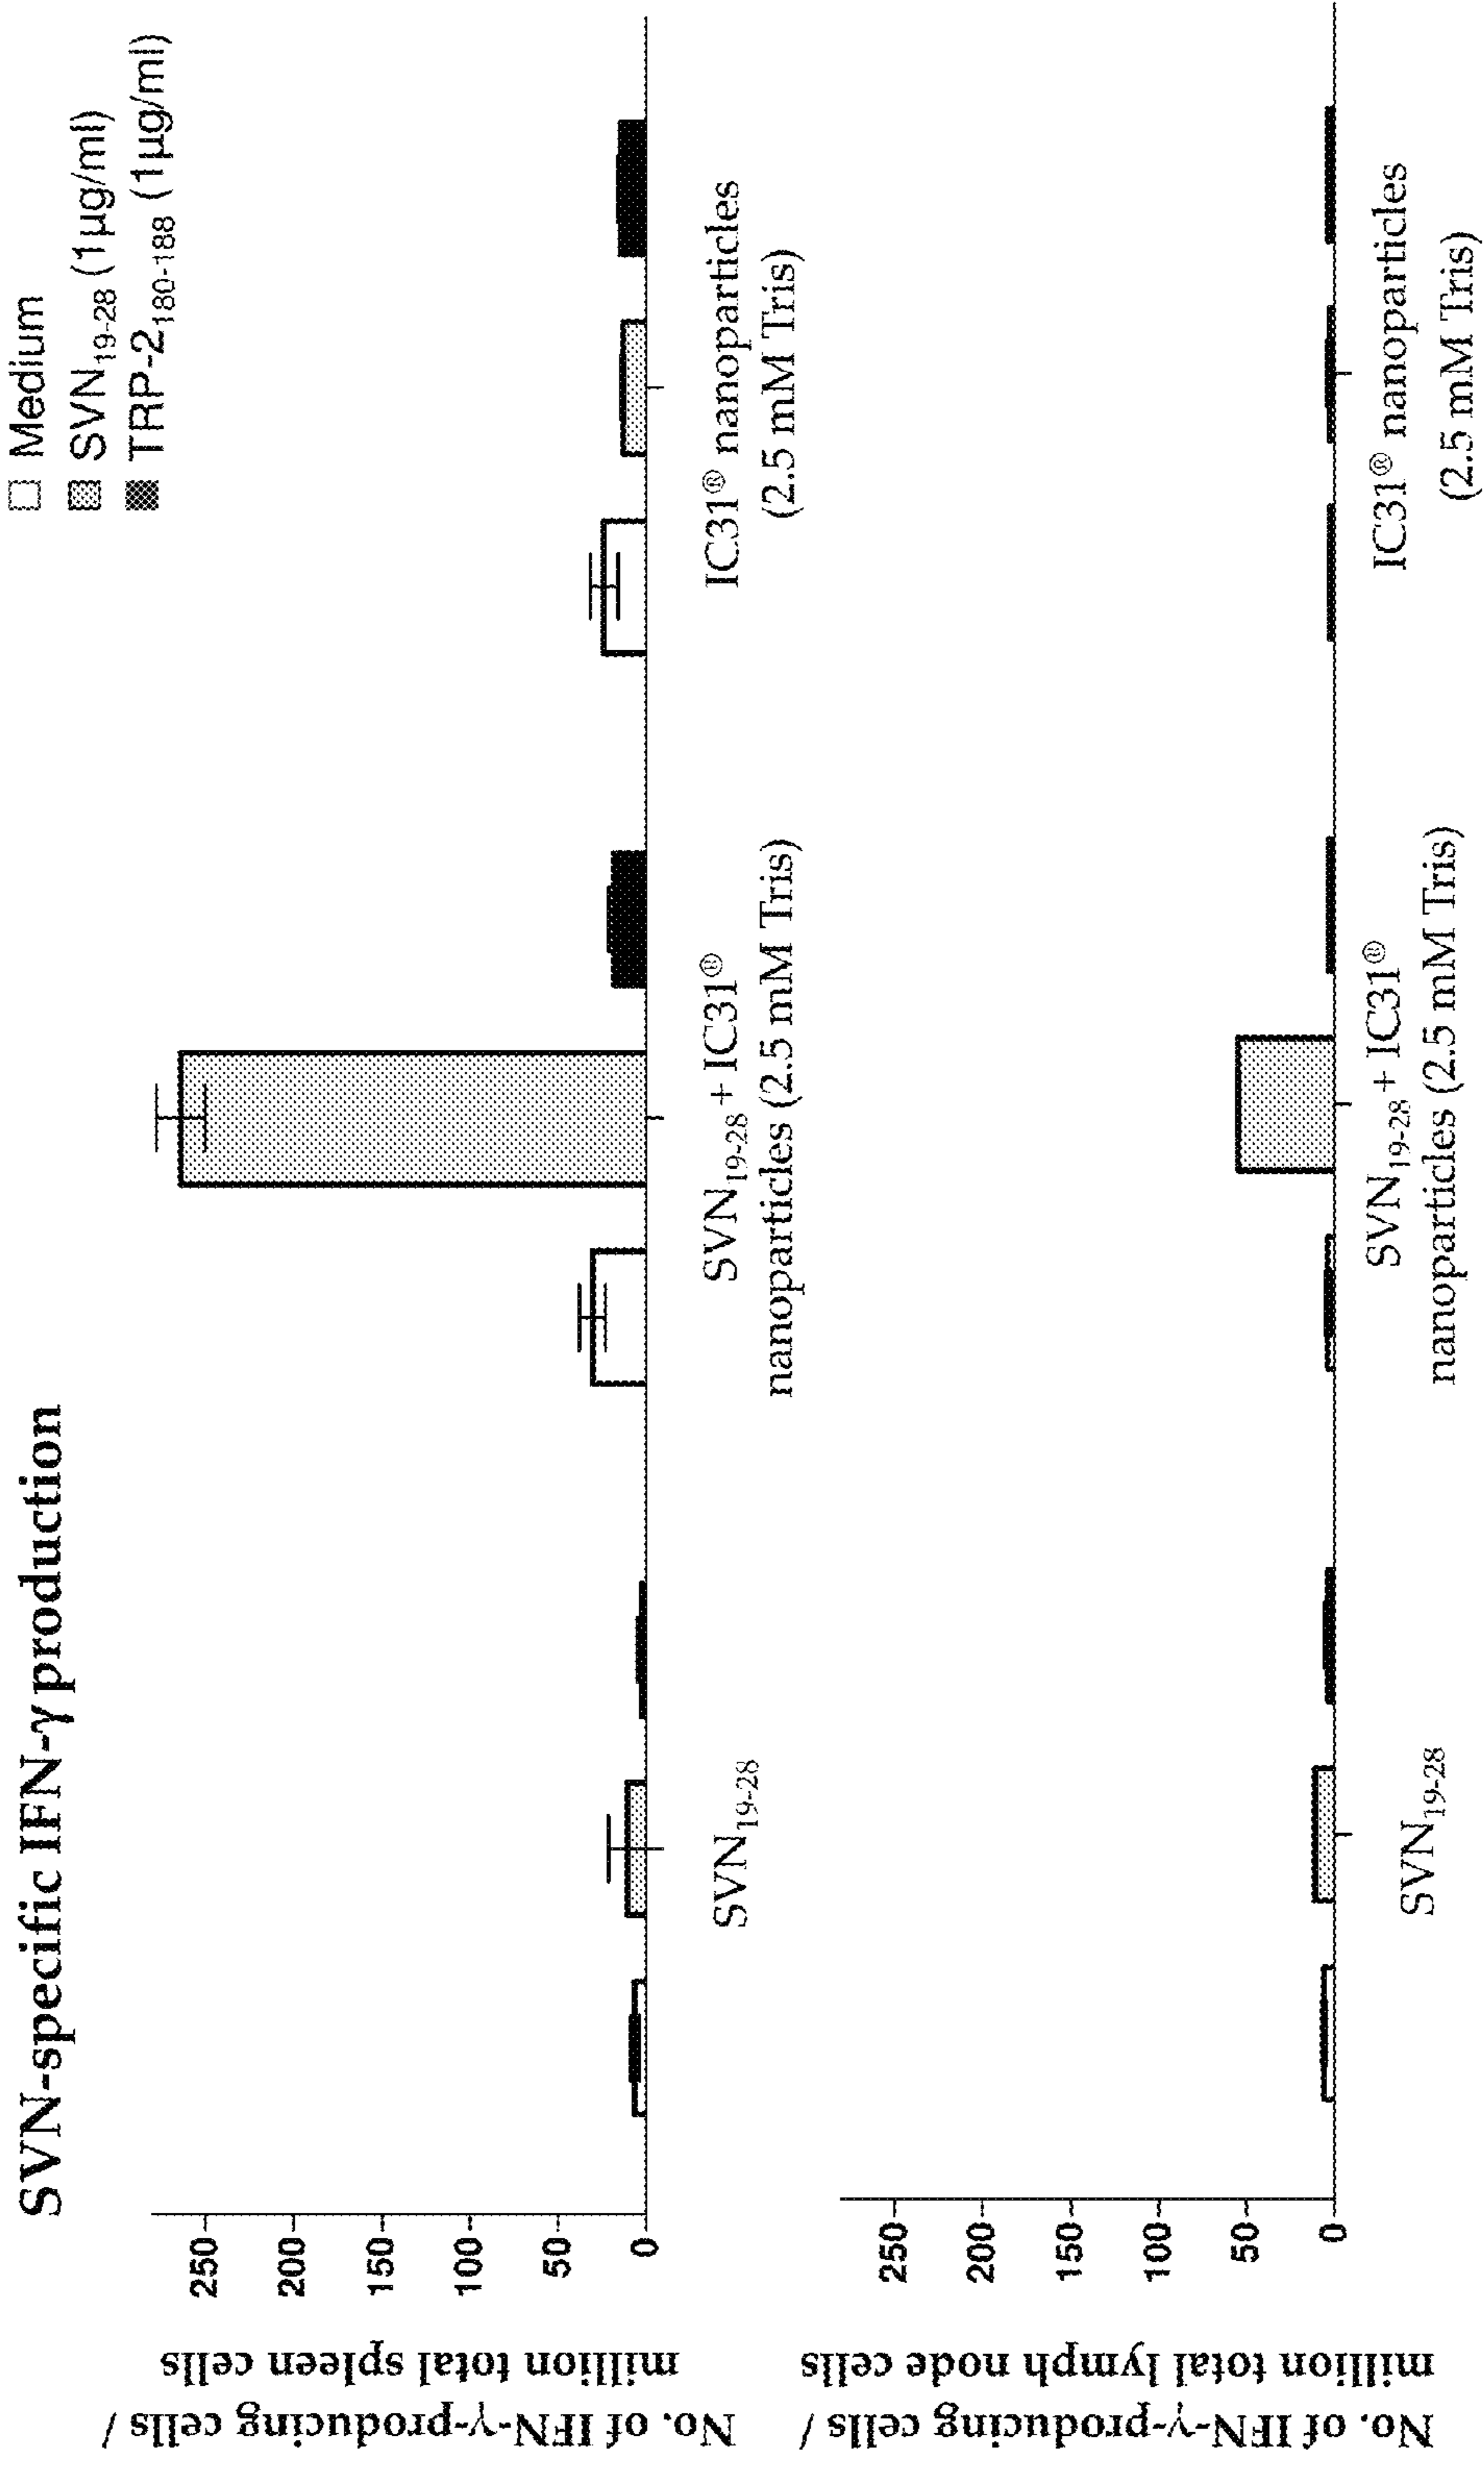 SVN-specific IFN-γ production
Medium
SVN19-28 (1µg/ml)
TRP-2180-188 (1µg/ml)
No. of IFN-γ-producing cells /
million total spleen cells
250
200
150
100
50
0
SVN19-28
SVN19-28 + IC31®
nanoparticles (2.5 mM Tris)
IC31® nanoparticles
(2.5 mM Tris)
No. of IFN-γ-producing cells /
million total lymph node cells
250
200
150
100
50
0
SVN19-28
SVN19-28 + IC31®
nanoparticles (2.5 mM Tris)
IC31® nanoparticles
(2.5 mM Tris)